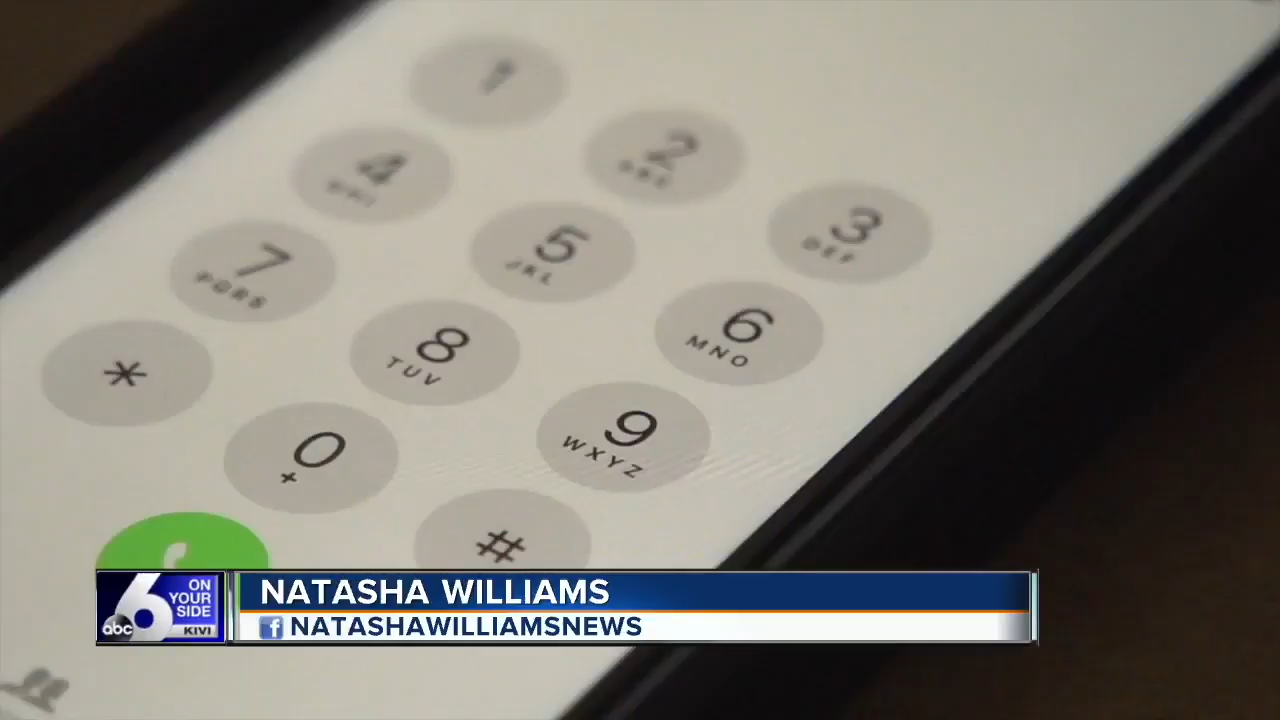 1
2
ABC
3
DEF
4
GHI
5
JKL
6
MNO
7
PQRS
8
TUV
9
WXYZ
*
0
+
#
abc 6 ON YOUR SIDE KIVI
NATASHA WILLIAMS
f NATASHAWILLIAMSNEWS